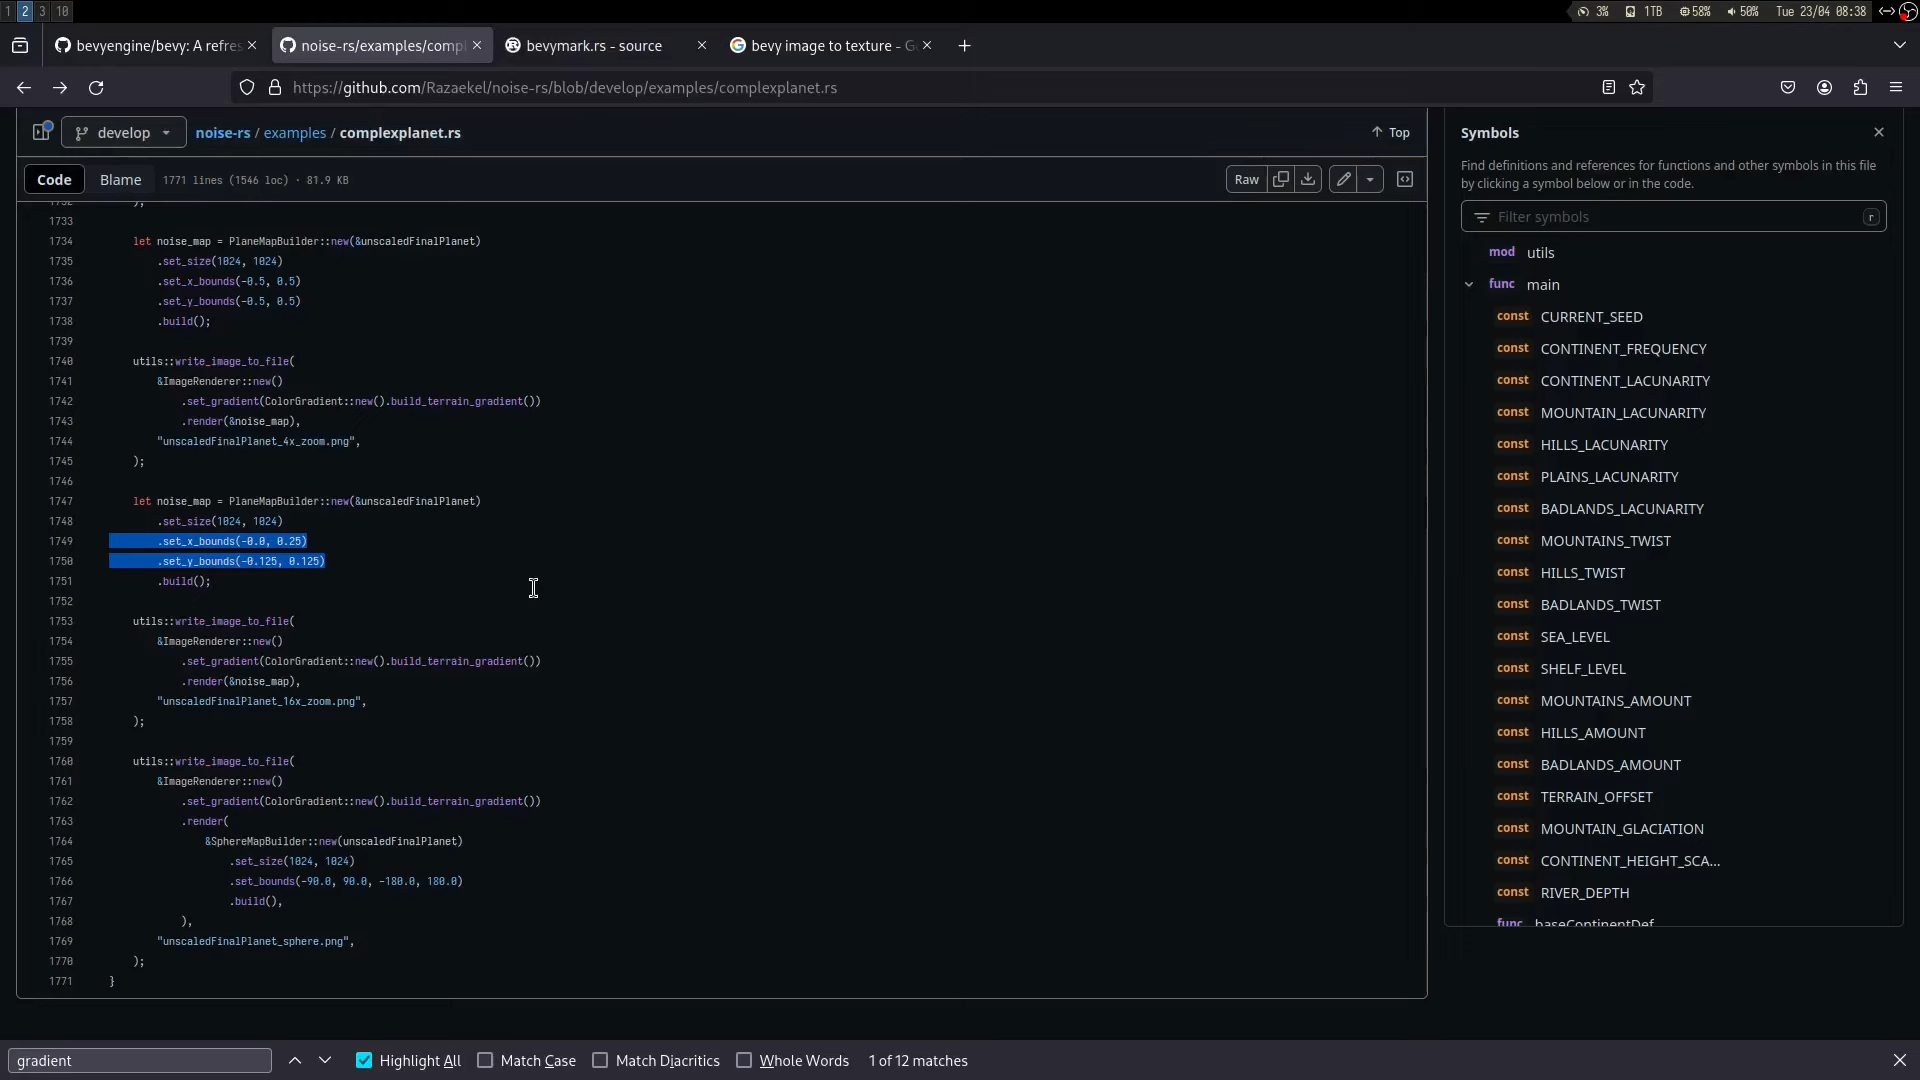 1 2 3 10
3% 1TB 58% 50% Tue 23/04 08:38
bevyengine/bevy: A refres
noise-rs/examples/comp
bevymark.rs - source
bevy image to texture - G
https://github.com/Razaekel/noise-rs/blob/develop/examples/complexplanet.rs
develop
noise-rs / examples / complexplanet.rs
Top
Code Blame 1771 lines (1546 loc) · 81.9 KB
Raw
1732 );
1733
1734 let noise_map = PlaneMapBuilder::new(&unscaledFinalPlanet)
1735 .set_size(1024, 1024)
1736 .set_x_bounds(-0.5, 0.5)
1737 .set_y_bounds(-0.5, 0.5)
1738 .build();
1739
1740 utils::write_image_to_file(
1741 &ImageRenderer::new()
1742 .set_gradient(ColorGradient::new().build_terrain_gradient())
1743 .render(&noise_map),
1744 "unscaledFinalPlanet_4x_zoom.png",
1745 );
1746
1747 let noise_map = PlaneMapBuilder::new(&unscaledFinalPlanet)
1748 .set_size(1024, 1024)
1749 .set_x_bounds(-0.0, 0.25)
1750 .set_y_bounds(-0.125, 0.125)
1751 .build();
1752
1753 utils::write_image_to_file(
1754 &ImageRenderer::new()
1755 .set_gradient(ColorGradient::new().build_terrain_gradient())
1756 .render(&noise_map),
1757 "unscaledFinalPlanet_16x_zoom.png",
1758 );
1759
1760 utils::write_image_to_file(
1761 &ImageRenderer::new()
1762 .set_gradient(ColorGradient::new().build_terrain_gradient())
1763 .render(
1764 &SphereMapBuilder::new(unscaledFinalPlanet)
1765 .set_size(1024, 1024)
1766 .set_bounds(-90.0, 90.0, -180.0, 180.0)
1767 .build(),
1768 ),
1769 "unscaledFinalPlanet_sphere.png",
1770 );
1771 }
Symbols
Find definitions and references for functions and other symbols in this file
by clicking a symbol below or in the code.
Filter symbols r
mod utils
func main
const CURRENT_SEED
const CONTINENT_FREQUENCY
const CONTINENT_LACUNARITY
const MOUNTAIN_LACUNARITY
const HILLS_LACUNARITY
const PLAINS_LACUNARITY
const BADLANDS_LACUNARITY
const MOUNTAINS_TWIST
const HILLS_TWIST
const BADLANDS_TWIST
const SEA_LEVEL
const SHELF_LEVEL
const MOUNTAINS_AMOUNT
const HILLS_AMOUNT
const BADLANDS_AMOUNT
const TERRAIN_OFFSET
const MOUNTAIN_GLACIATION
const CONTINENT_HEIGHT_SCA...
const RIVER_DEPTH
func baseContinentDef
gradient Highlight All Match Case Match Diacritics Whole Words 1 of 12 matches